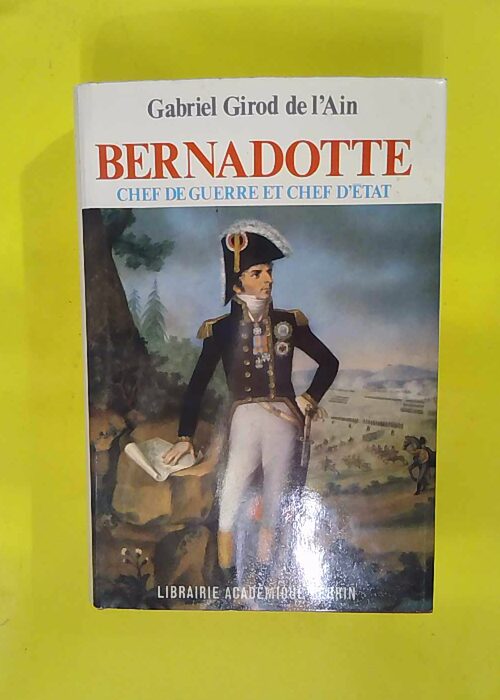 Gabriel Girod de l'Ain
BERNADOTTE
CHEF DE GUERRE ET CHEF D'ÉTAT
LIBRAIRIE ACADÉMIQUE PERRIN